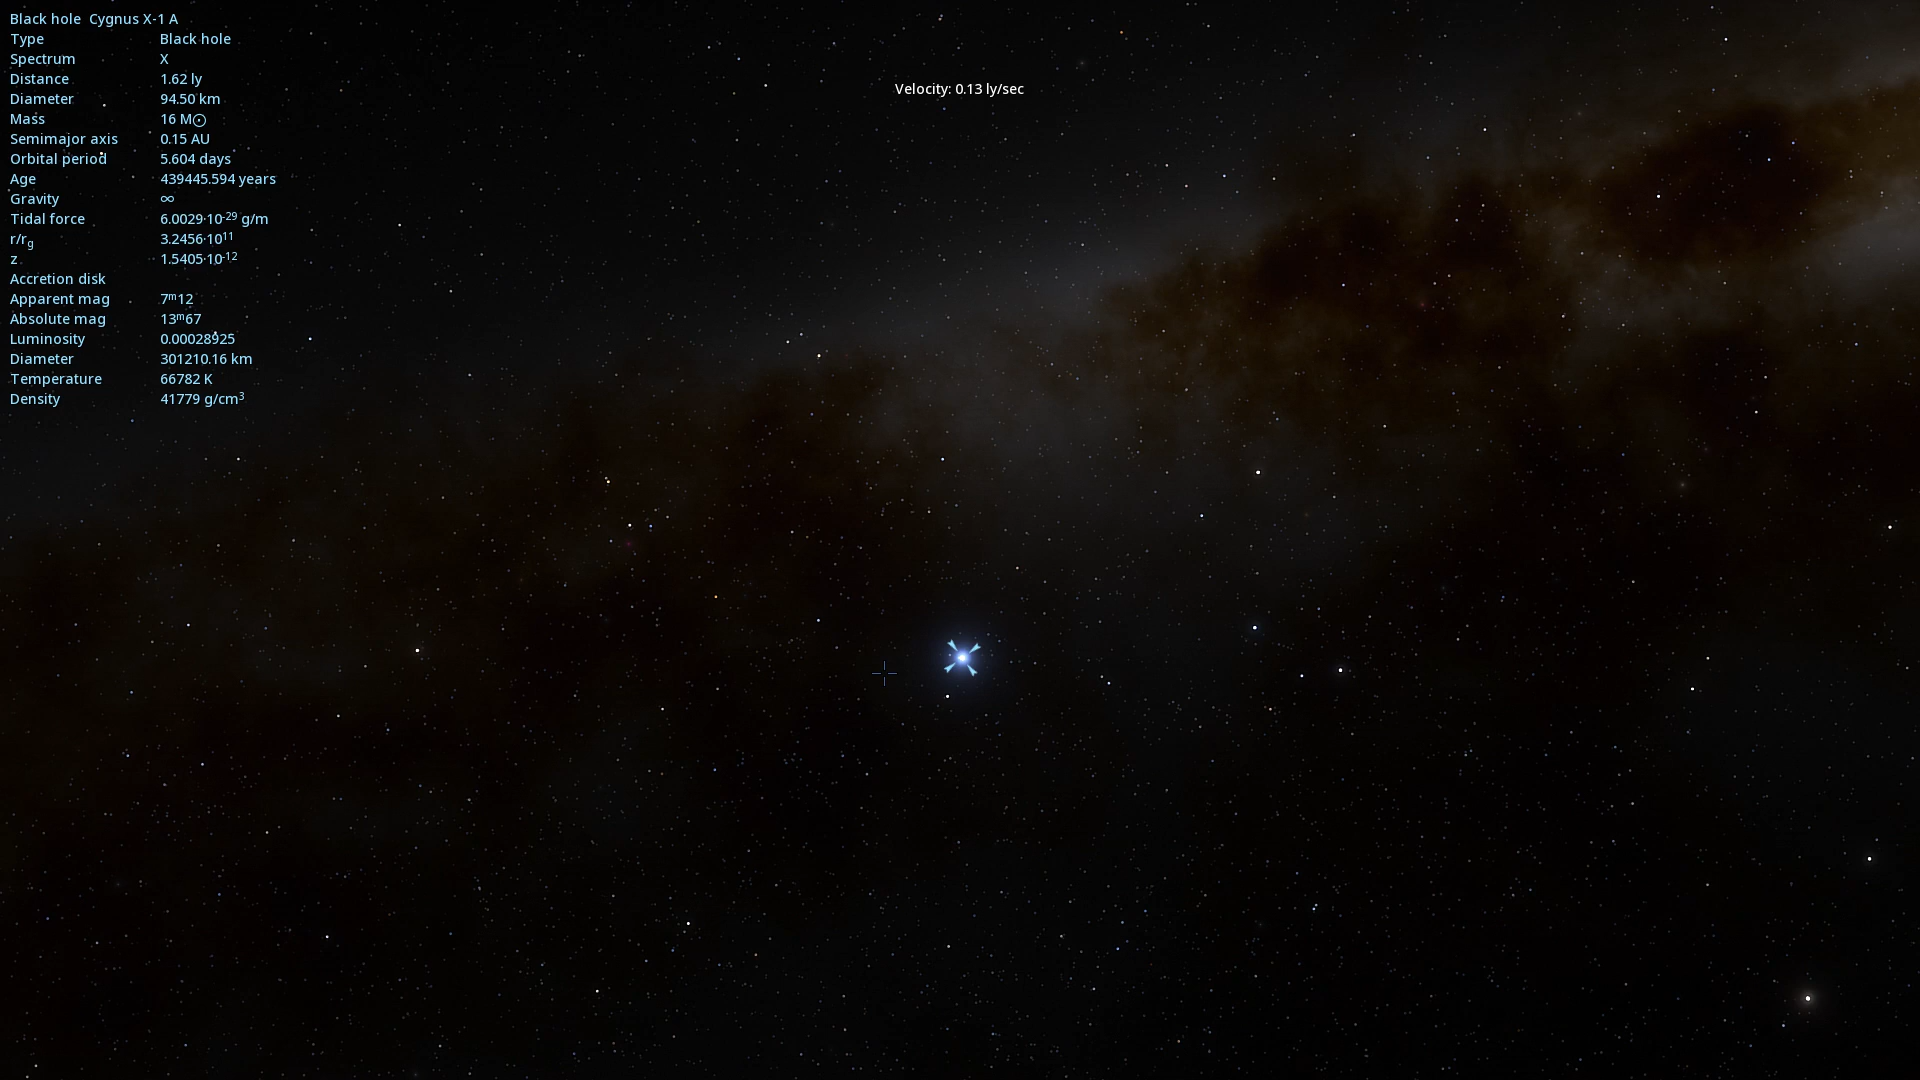 Black hole Cygnus X-1 A
Type Black hole
Spectrum X
Distance 1.62 ly
Diameter 94.50 km
Mass 16 M☉
Semimajor axis 0.15 AU
Orbital period 5.604 days
Age 439445.594 years
Gravity ∞
Tidal force 6.0029·10⁻²⁹ g/m
r/r_g 3.2456·10¹¹
z 1.5405·10⁻¹²
Accretion disk
Apparent mag 7ᵐ12
Absolute mag 13ᵐ67
Luminosity 0.00028925
Diameter 301210.16 km
Temperature 66782 K
Density 41779 g/cm³
Velocity: 0.13 ly/sec